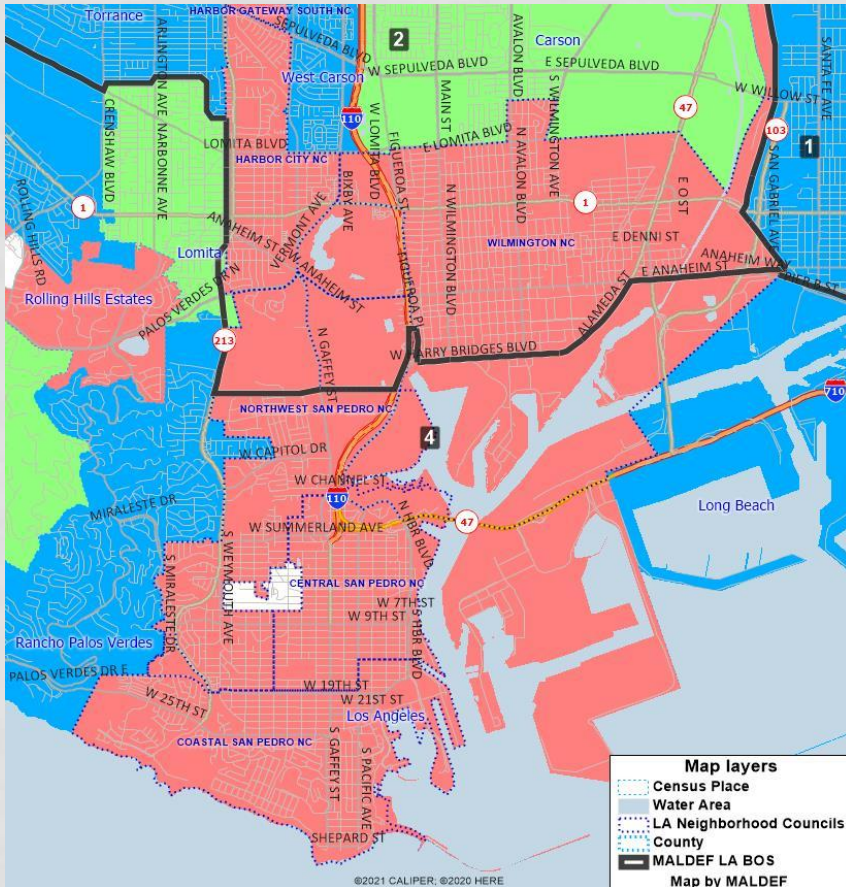 HARBOR GATEWAY SOUTH NC
Torrance
2
Carson
SEPULVEDA BLVD
West Carson
W SEPULVEDA BLVD
E SEPULVEDA BLVD
ARLINGTON AVE
NARBONNE AVE
CRENSHAW BLVD
AVALON BLVD
MAIN ST
S WILMINGTON AVE
SANTA FE AVE
W WILLOW ST
110
47
103
1
W LOMITA BLVD
FIGUEROA ST
E LOMITA BLVD
LOMITA BLVD
HARBOR CITY NC
BIXBY AVE
N AVALON BLVD
N WILMINGTON BLVD
SAN GABRIEL AVE
ROLLING HILLS RD
1
1
VERMONT AVE
ANAHEIM ST
W ANAHEIM ST
WILMINGTON NC
E DENNI ST
E O ST
Lomita
ANAHEIM WAY
E ANAHEIM ST
PIER B ST
Rolling Hills Estates
PALOS VERDES DR N
FIGUEROA PL
ALAMEDA ST
213
N GAFFEY ST
W HARRY BRIDGES BLVD
NORTHWEST SAN PEDRO NC
710
4
W CAPITOL DR
W CHANNEL ST
110
MIRALESTE DR
N HBR BLVD
47
Long Beach
W SUMMERLAND AVE
S WEYMOUTH AVE
S MIRALESTE DR
CENTRAL SAN PEDRO NC
W 7TH ST
W 9TH ST
S HBR BLVD
Rancho Palos Verdes
PALOS VERDES DR E
W 19TH ST
W 21ST ST
W 25TH ST
Los Angeles
COASTAL SAN PEDRO NC
S GAFFEY ST
S PACIFIC AVE
SHEPARD ST
Map layers
Census Place
Water Area
LA Neighborhood Councils
County
MALDEF LA BOS
Map by MALDEF
©2021 CALIPER; ©2020 HERE